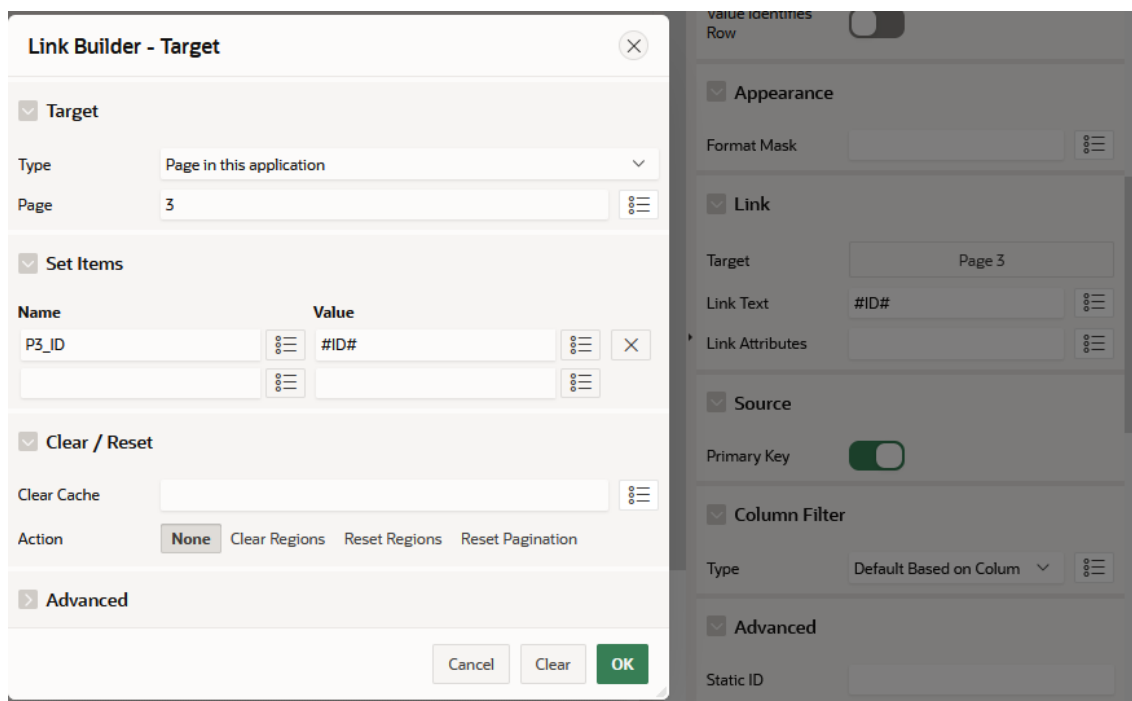 Link Builder - Target
Target
Type
Page in this application
Page
3
Set Items
Name
Value
P3_ID
#ID#
Clear / Reset
Clear Cache
Action
None
Clear Regions
Reset Regions
Reset Pagination
Advanced
Cancel
Clear
OK
Value Identifies
Row
Appearance
Format Mask
Link
Target
Page 3
Link Text
#ID#
Link Attributes
Source
Primary Key
Column Filter
Type
Default Based on Colum
Advanced
Static ID